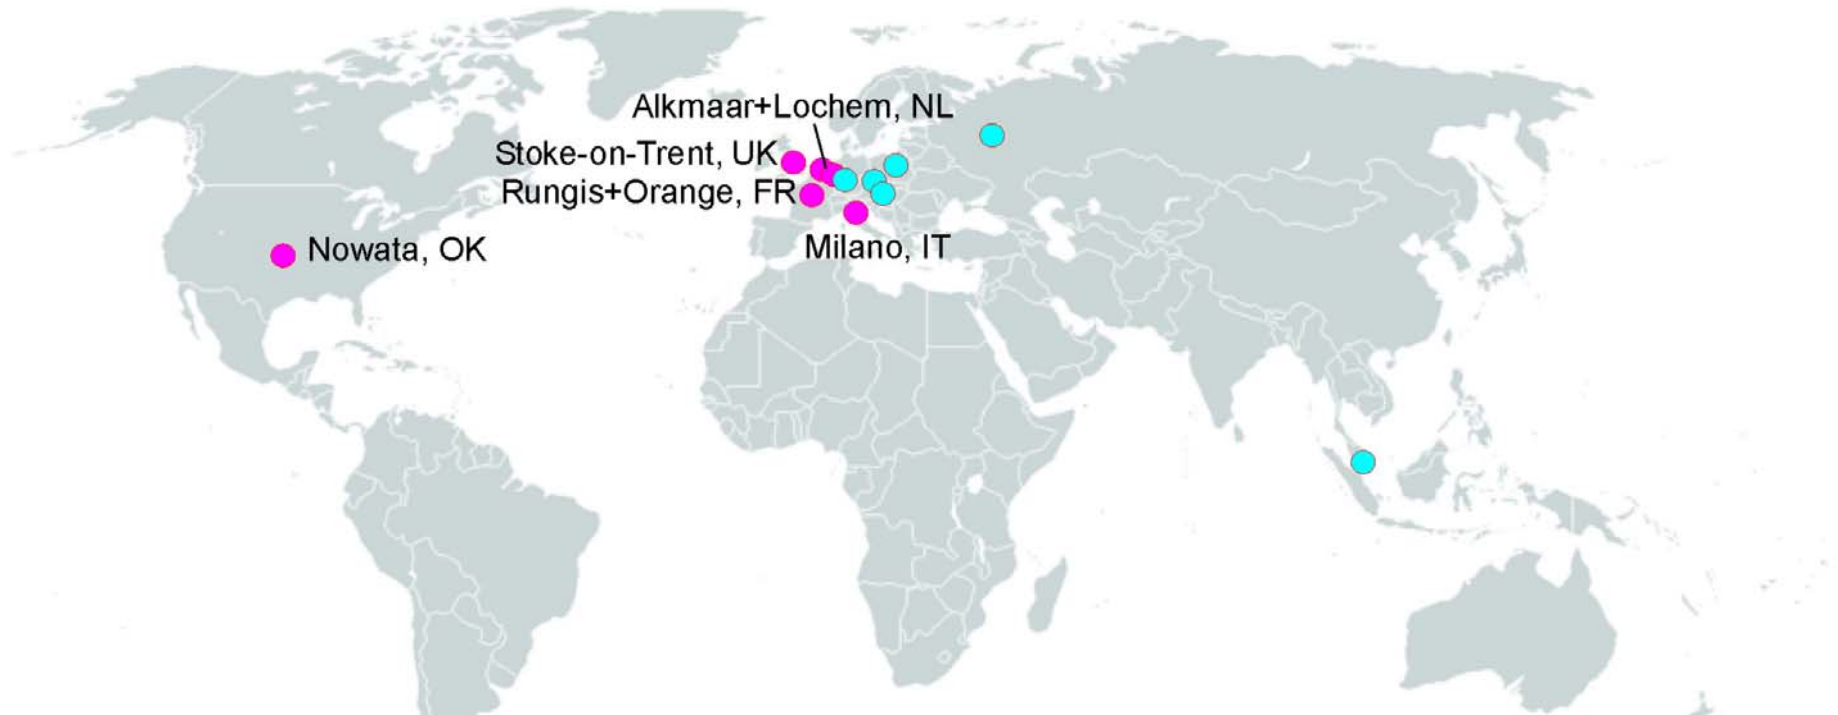 Alkmaar+Lochem, NL
Stoke-on-Trent, UK
Rungis+Orange, FR
Nowata, OK
Milano, IT